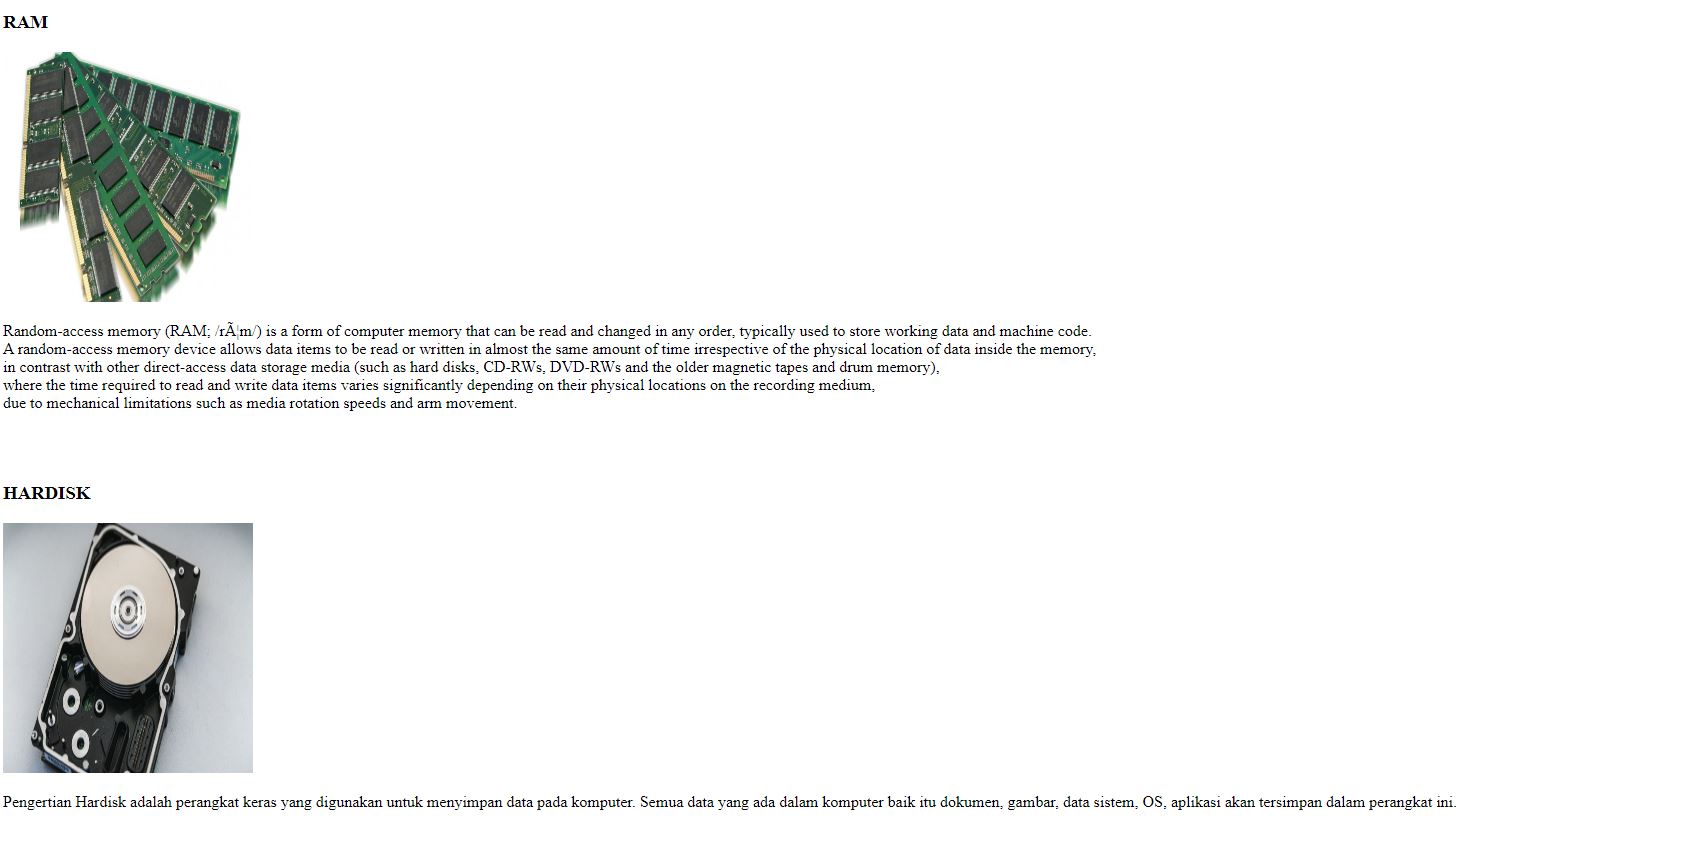 RAM
Random-access memory (RAM; /rÃ¦m/) is a form of computer memory that can be read and changed in any order, typically used to store working data and machine code.
A random-access memory device allows data items to be read or written in almost the same amount of time irrespective of the physical location of data inside the memory,
in contrast with other direct-access data storage media (such as hard disks, CD-RWs, DVD-RWs and the older magnetic tapes and drum memory),
where the time required to read and write data items varies significantly depending on their physical locations on the recording medium,
due to mechanical limitations such as media rotation speeds and arm movement.
HARDISK
Pengertian Hardisk adalah perangkat keras yang digunakan untuk menyimpan data pada komputer. Semua data yang ada dalam komputer baik itu dokumen, gambar, data sistem, OS, aplikasi akan tersimpan dalam perangkat ini.